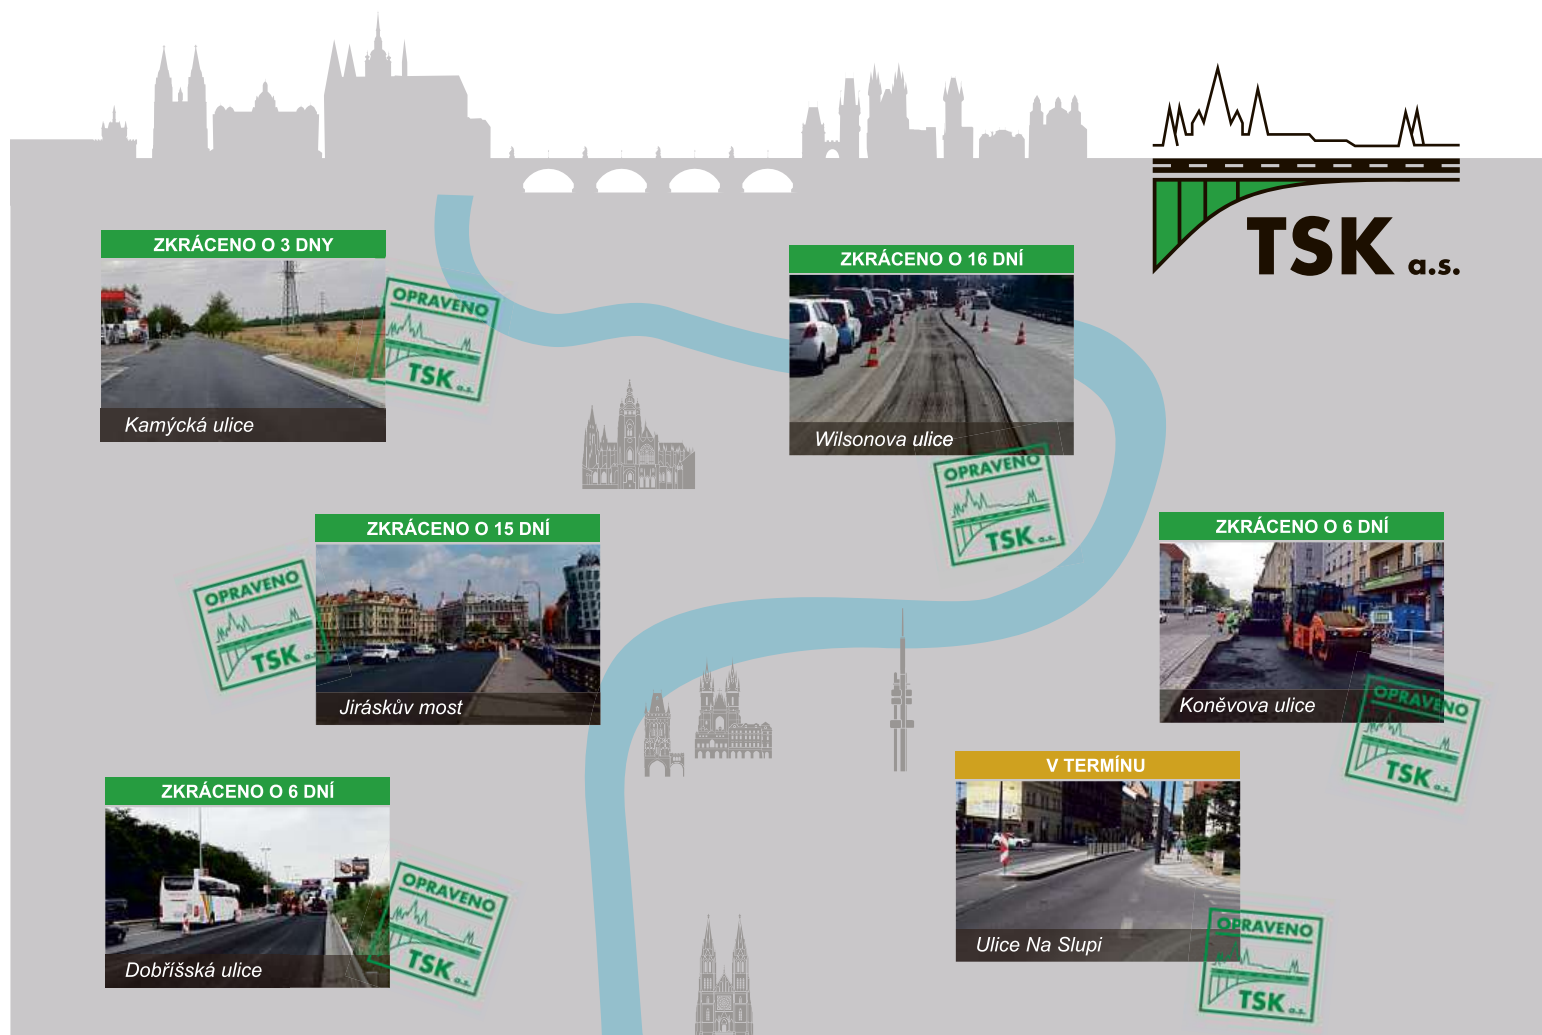 TSK a.s.
ZKRÁCENO O 3 DNY
OPRAVENO
TSK a.s.
Kamýcká ulice
ZKRÁCENO O 16 DNÍ
Wilsonova ulice
OPRAVENO
TSK a.s.
ZKRÁCENO O 15 DNÍ
OPRAVENO
TSK a.s.
Jiráskův most
ZKRÁCENO O 6 DNÍ
Koněvova ulice
OPRAVENO
TSK a.s.
ZKRÁCENO O 6 DNÍ
OPRAVENO
TSK a.s.
Dobříšská ulice
V TERMÍNU
Ulice Na Slupi
OPRAVENO
TSK a.s.